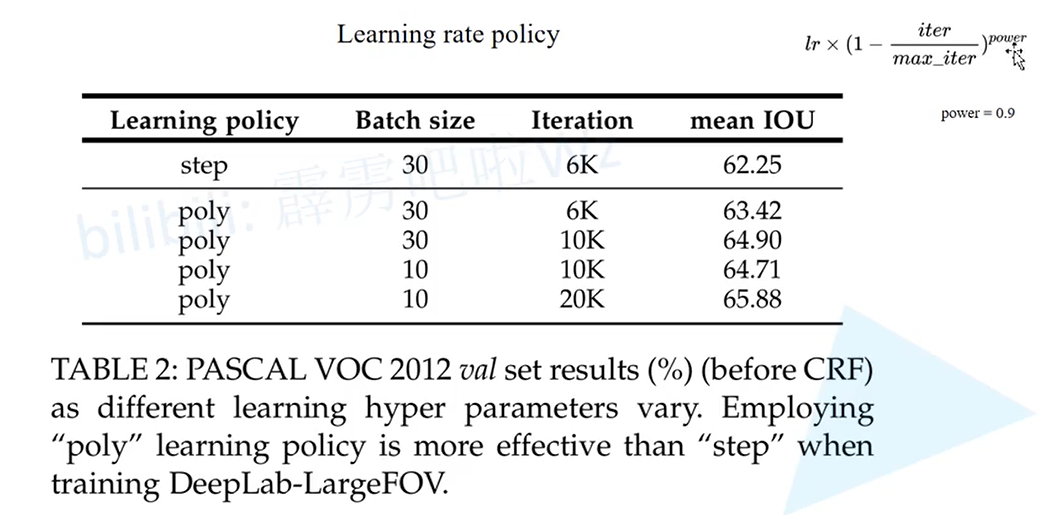 Learning rate policy
lr × (1 − iter/max_iter)^power
power = 0.9
Learning policy Batch size Iteration mean IOU
step 30 6K 62.25
poly 30 6K 63.42
poly 30 10K 64.90
poly 10 10K 64.71
poly 10 20K 65.88
bilibili: 霹雳吧啦Wz
TABLE 2: PASCAL VOC 2012 val set results (%) (before CRF)
as different learning hyper parameters vary. Employing
“poly” learning policy is more effective than “step” when
training DeepLab-LargeFOV.